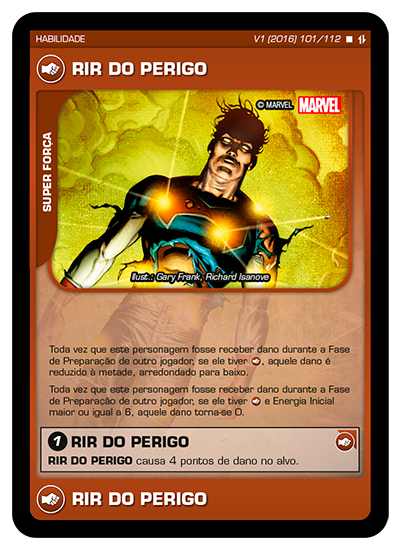 HABILIDADE V1 (2016) 101/112
RIR DO PERIGO
© MARVEL MARVEL
SUPER FORÇA
Ilust.: Gary Frank, Richard Isanove
Toda vez que este personagem fosse receber dano durante a Fase
de Preparação de outro jogador, se ele tiver , aquele dano é
reduzido à metade, arredondado para baixo.
Toda vez que este personagem fosse receber dano durante a Fase
de Preparação de outro jogador, se ele tiver e Energia Inicial
maior ou igual a 6, aquele dano torna-se 0.
1 RIR DO PERIGO
RIR DO PERIGO causa 4 pontos de dano no alvo.
RIR DO PERIGO